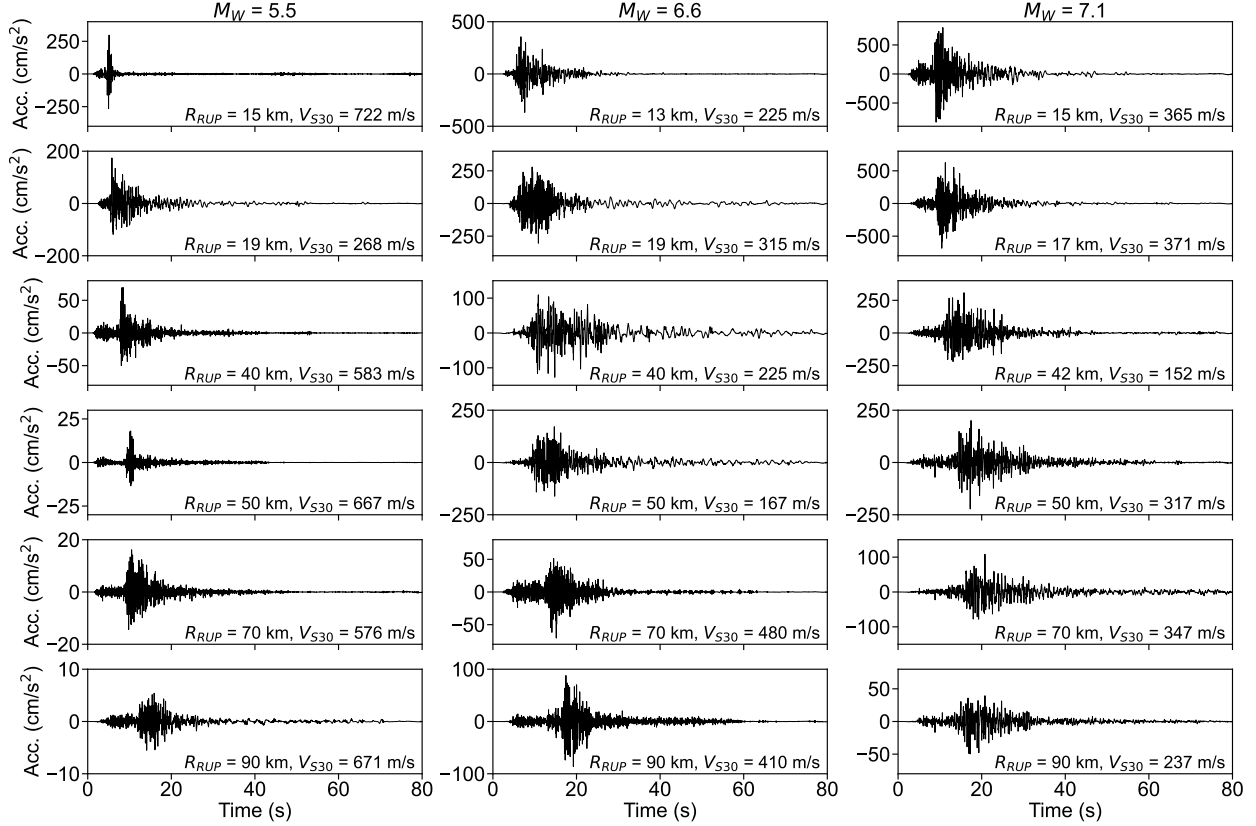 M_W = 5.5 M_W = 6.6 M_W = 7.1
Acc. (cm/s²) 250 0 −250 R_RUP = 15 km, V_S30 = 722 m/s
500 0 −500 R_RUP = 13 km, V_S30 = 225 m/s
500 0 −500 R_RUP = 15 km, V_S30 = 365 m/s
Acc. (cm/s²) 200 0 −200 R_RUP = 19 km, V_S30 = 268 m/s
250 0 −250 R_RUP = 19 km, V_S30 = 315 m/s
500 0 −500 R_RUP = 17 km, V_S30 = 371 m/s
Acc. (cm/s²) 50 0 −50 R_RUP = 40 km, V_S30 = 583 m/s
100 0 −100 R_RUP = 40 km, V_S30 = 225 m/s
250 0 −250 R_RUP = 42 km, V_S30 = 152 m/s
Acc. (cm/s²) 25 0 −25 R_RUP = 50 km, V_S30 = 667 m/s
250 0 −250 R_RUP = 50 km, V_S30 = 167 m/s
250 0 −250 R_RUP = 50 km, V_S30 = 317 m/s
Acc. (cm/s²) 20 0 −20 R_RUP = 70 km, V_S30 = 576 m/s
50 0 −50 R_RUP = 70 km, V_S30 = 480 m/s
100 0 −100 R_RUP = 70 km, V_S30 = 347 m/s
Acc. (cm/s²) 10 0 −10 R_RUP = 90 km, V_S30 = 671 m/s
100 0 −100 R_RUP = 90 km, V_S30 = 410 m/s
50 0 −50 R_RUP = 90 km, V_S30 = 237 m/s
0 20 40 60 80 0 20 40 60 80 0 20 40 60 80
Time (s) Time (s) Time (s)